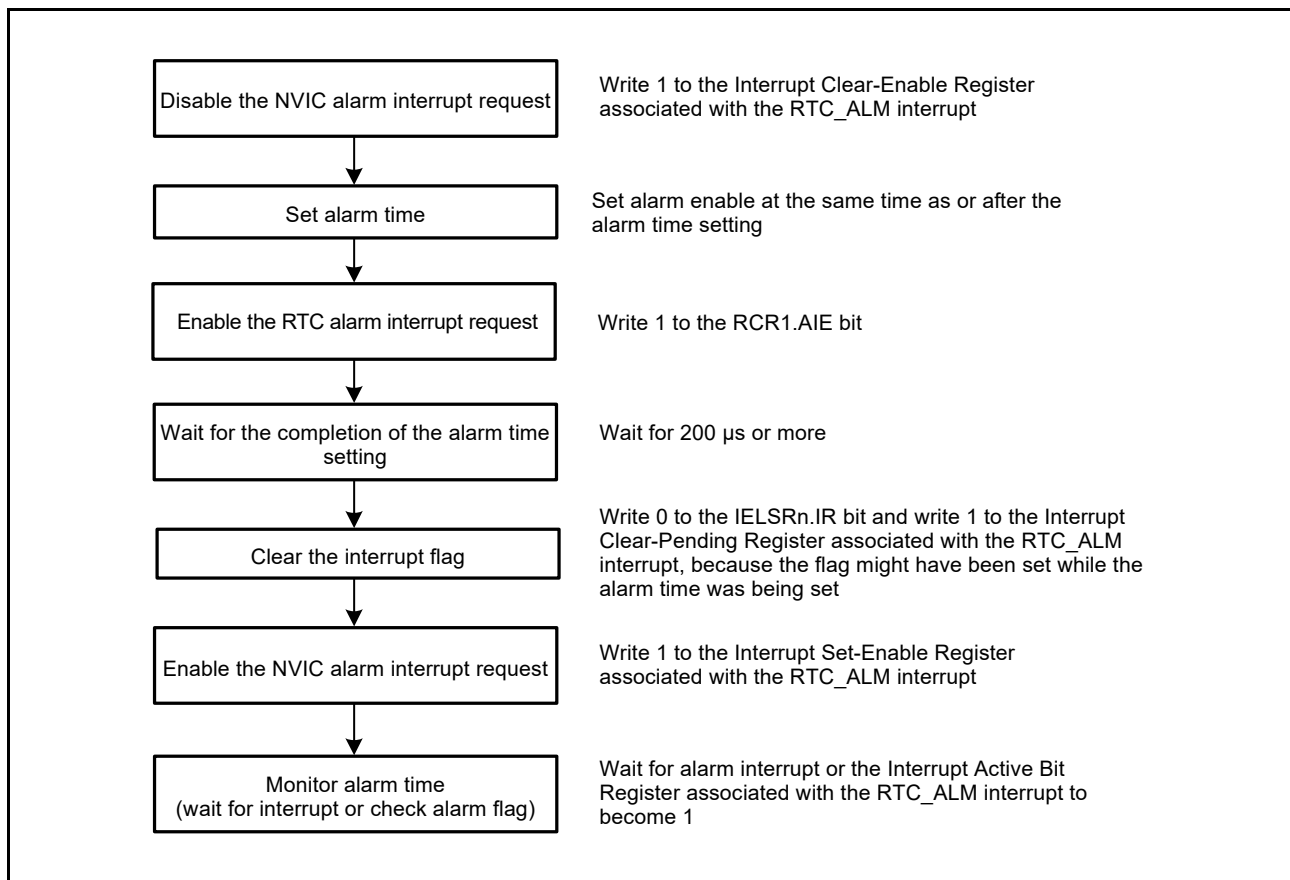 Disable the NVIC alarm interrupt request
Write 1 to the Interrupt Clear-Enable Register
associated with the RTC_ALM interrupt
Set alarm time
Set alarm enable at the same time as or after the
alarm time setting
Enable the RTC alarm interrupt request
Write 1 to the RCR1.AIE bit
Wait for the completion of the alarm time
setting
Wait for 200 µs or more
Clear the interrupt flag
Write 0 to the IELSRn.IR bit and write 1 to the Interrupt
Clear-Pending Register associated with the RTC_ALM
interrupt, because the flag might have been set while the
alarm time was being set
Enable the NVIC alarm interrupt request
Write 1 to the Interrupt Set-Enable Register
associated with the RTC_ALM interrupt
Monitor alarm time
(wait for interrupt or check alarm flag)
Wait for alarm interrupt or the Interrupt Active Bit
Register associated with the RTC_ALM interrupt to
become 1